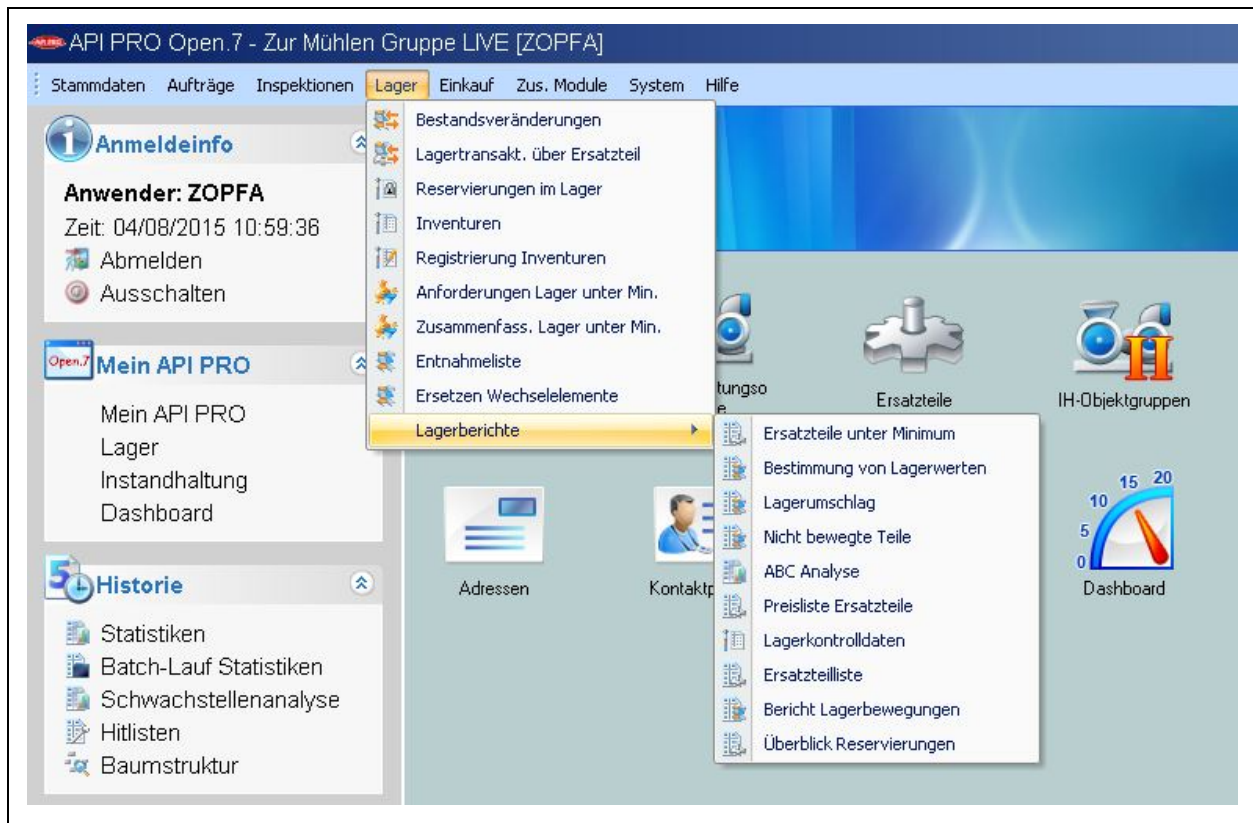 API PRO Open.7 - Zur Mühlen Gruppe LIVE [ZOPFA]
Stammdaten Aufträge Inspektionen Lager Einkauf Zus. Module System Hilfe
Anmeldeinfo
Anwender: ZOPFA
Zeit: 04/08/2015 10:59:36
Abmelden
Ausschalten
Open.7 Mein API PRO
Mein API PRO
Lager
Instandhaltung
Dashboard
Historie
Statistiken
Batch-Lauf Statistiken
Schwachstellenanalyse
Hitlisten
Baumstruktur
Bestandsveränderungen
Lagertransakt. über Ersatzteil
Reservierungen im Lager
Inventuren
Registrierung Inventuren
Anforderungen Lager unter Min.
Zusammenfass. Lager unter Min.
Entnahmeliste
Ersetzen Wechselelemente
Lagerberichte
Ersatzteile unter Minimum
Bestimmung von Lagerwerten
Lagerumschlag
Nicht bewegte Teile
ABC Analyse
Preisliste Ersatzteile
Lagerkontrolldaten
Ersatzteilliste
Bericht Lagerbewegungen
Überblick Reservierungen
Ersatzteile
II
IH-Objektgruppen
Adressen
0 5 10 15 20
Dashboard